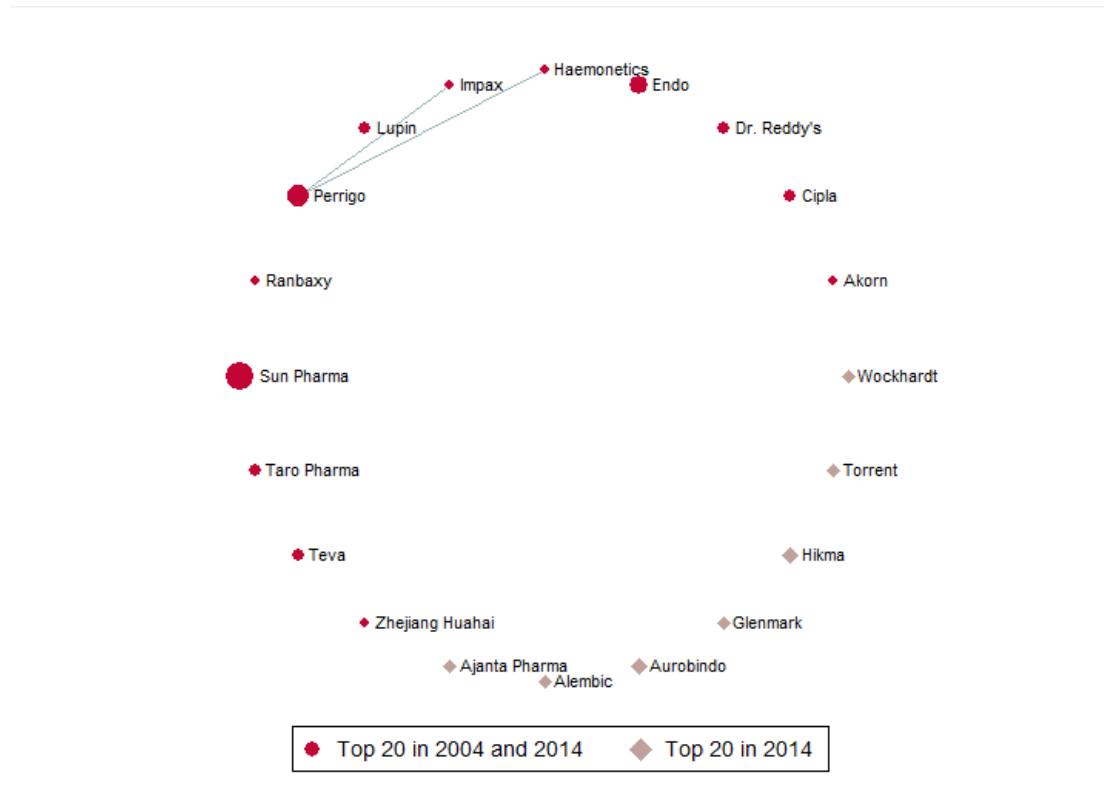 Haemonetics
Impax
Endo
Lupin
Dr. Reddy's
Perrigo
Cipla
Ranbaxy
Akorn
Sun Pharma
Wockhardt
Taro Pharma
Torrent
Teva
Hikma
Zhejiang Huahai
Glenmark
Ajanta Pharma
Aurobindo
Alembic
Top 20 in 2004 and 2014
Top 20 in 2014